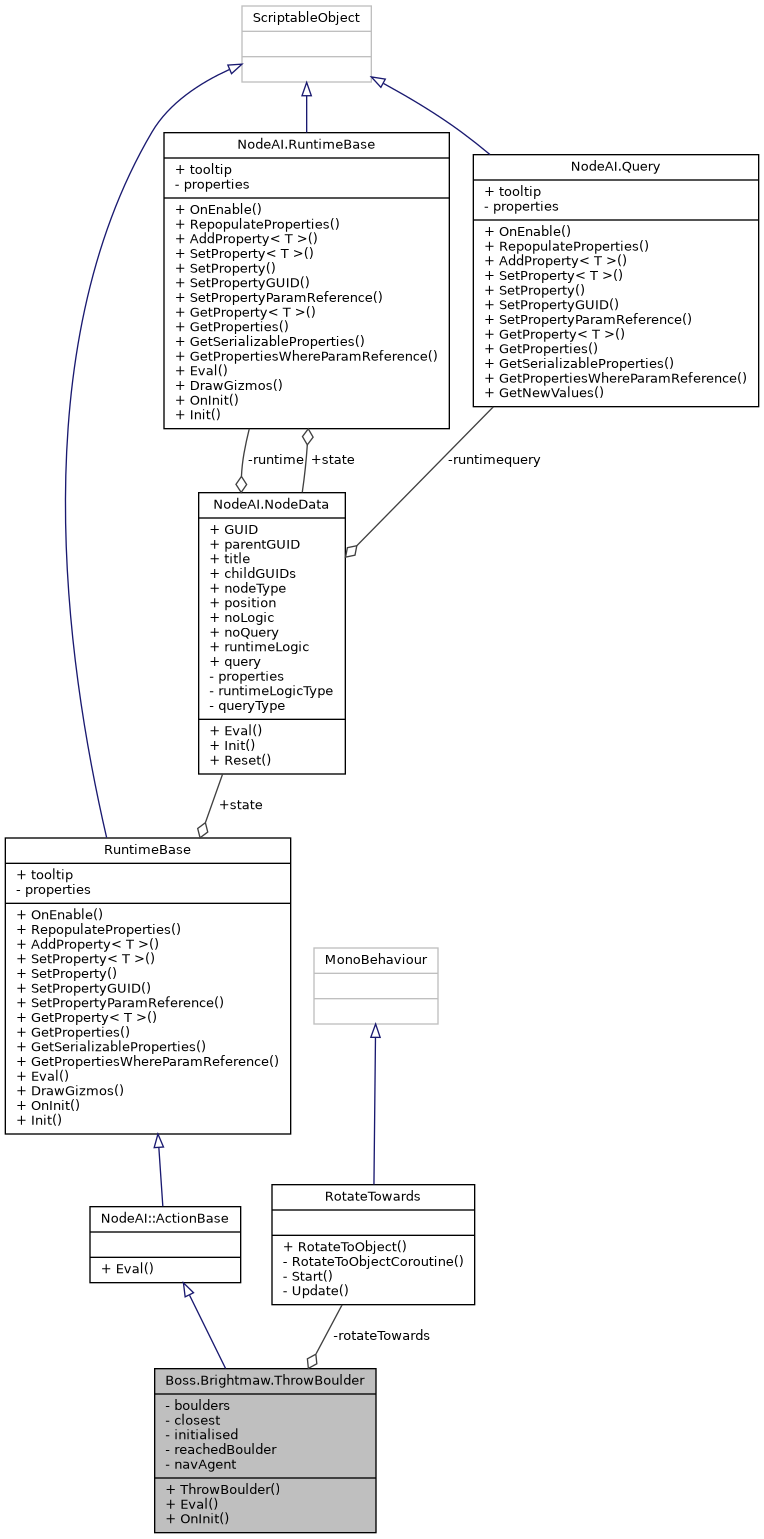 ScriptableObject
NodeAI.RuntimeBase
+ tooltip
- properties
+ OnEnable()
+ RepopulateProperties()
+ AddProperty< T >()
+ SetProperty< T >()
+ SetProperty()
+ SetPropertyGUID()
+ SetPropertyParamReference()
+ GetProperty< T >()
+ GetProperties()
+ GetSerializableProperties()
+ GetPropertiesWhereParamReference()
+ Eval()
+ DrawGizmos()
+ OnInit()
+ Init()
NodeAI.Query
+ tooltip
- properties
+ OnEnable()
+ RepopulateProperties()
+ AddProperty< T >()
+ SetProperty< T >()
+ SetProperty()
+ SetPropertyGUID()
+ SetPropertyParamReference()
+ GetProperty< T >()
+ GetProperties()
+ GetSerializableProperties()
+ GetPropertiesWhereParamReference()
+ GetNewValues()
-runtime
+state
-runtimequery
NodeAI.NodeData
+ GUID
+ parentGUID
+ title
+ childGUIDs
+ nodeType
+ position
+ noLogic
+ noQuery
+ runtimeLogic
+ query
- properties
- runtimeLogicType
- queryType
+ Eval()
+ Init()
+ Reset()
+state
RuntimeBase
+ tooltip
- properties
+ OnEnable()
+ RepopulateProperties()
+ AddProperty< T >()
+ SetProperty< T >()
+ SetProperty()
+ SetPropertyGUID()
+ SetPropertyParamReference()
+ GetProperty< T >()
+ GetProperties()
+ GetSerializableProperties()
+ GetPropertiesWhereParamReference()
+ Eval()
+ DrawGizmos()
+ OnInit()
+ Init()
MonoBehaviour
NodeAI::ActionBase
+ Eval()
RotateTowards
+ RotateToObject()
- RotateToObjectCoroutine()
- Start()
- Update()
-rotateTowards
Boss.Brightmaw.ThrowBoulder
- boulders
- closest
- initialised
- reachedBoulder
- navAgent
+ ThrowBoulder()
+ Eval()
+ OnInit()